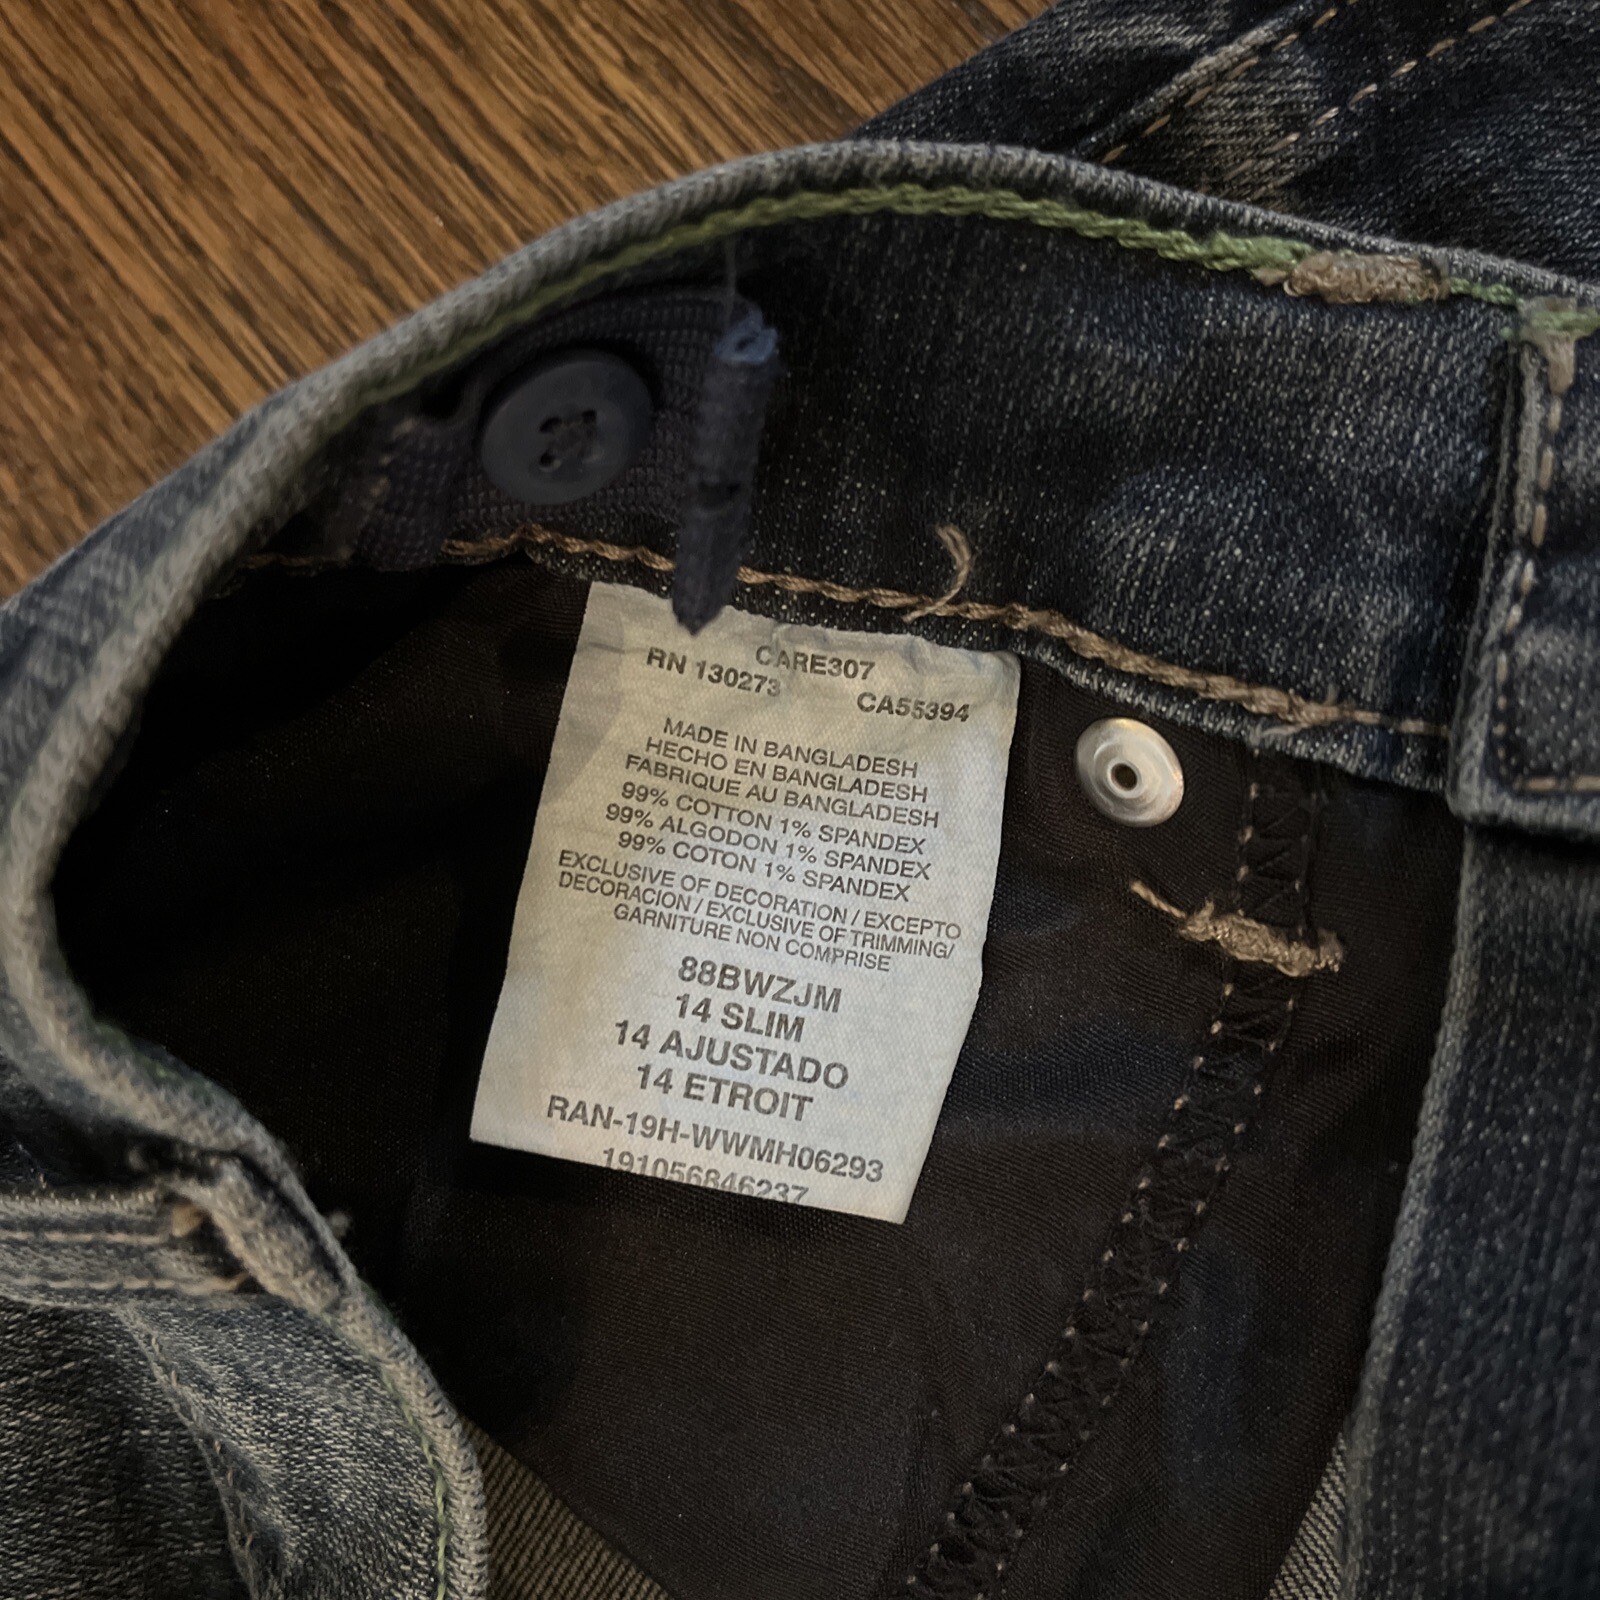 CARE307
RN 130273
CA55394
MADE IN BANGLADESH
HECHO EN BANGLADESH
FABRIQUE AU BANGLADESH
99% COTTON 1% SPANDEX
99% ALGODON 1% SPANDEX
99% COTON 1% SPANDEX
EXCLUSIVE OF DECORATION / EXCEPTO
DECORACION / EXCLUSIVE OF TRIMMING/
GARNITURE NON COMPRISE
88BWZJM
14 SLIM
14 AJUSTADO
14 ETROIT
RAN-19H-WWMH06293
191056846237